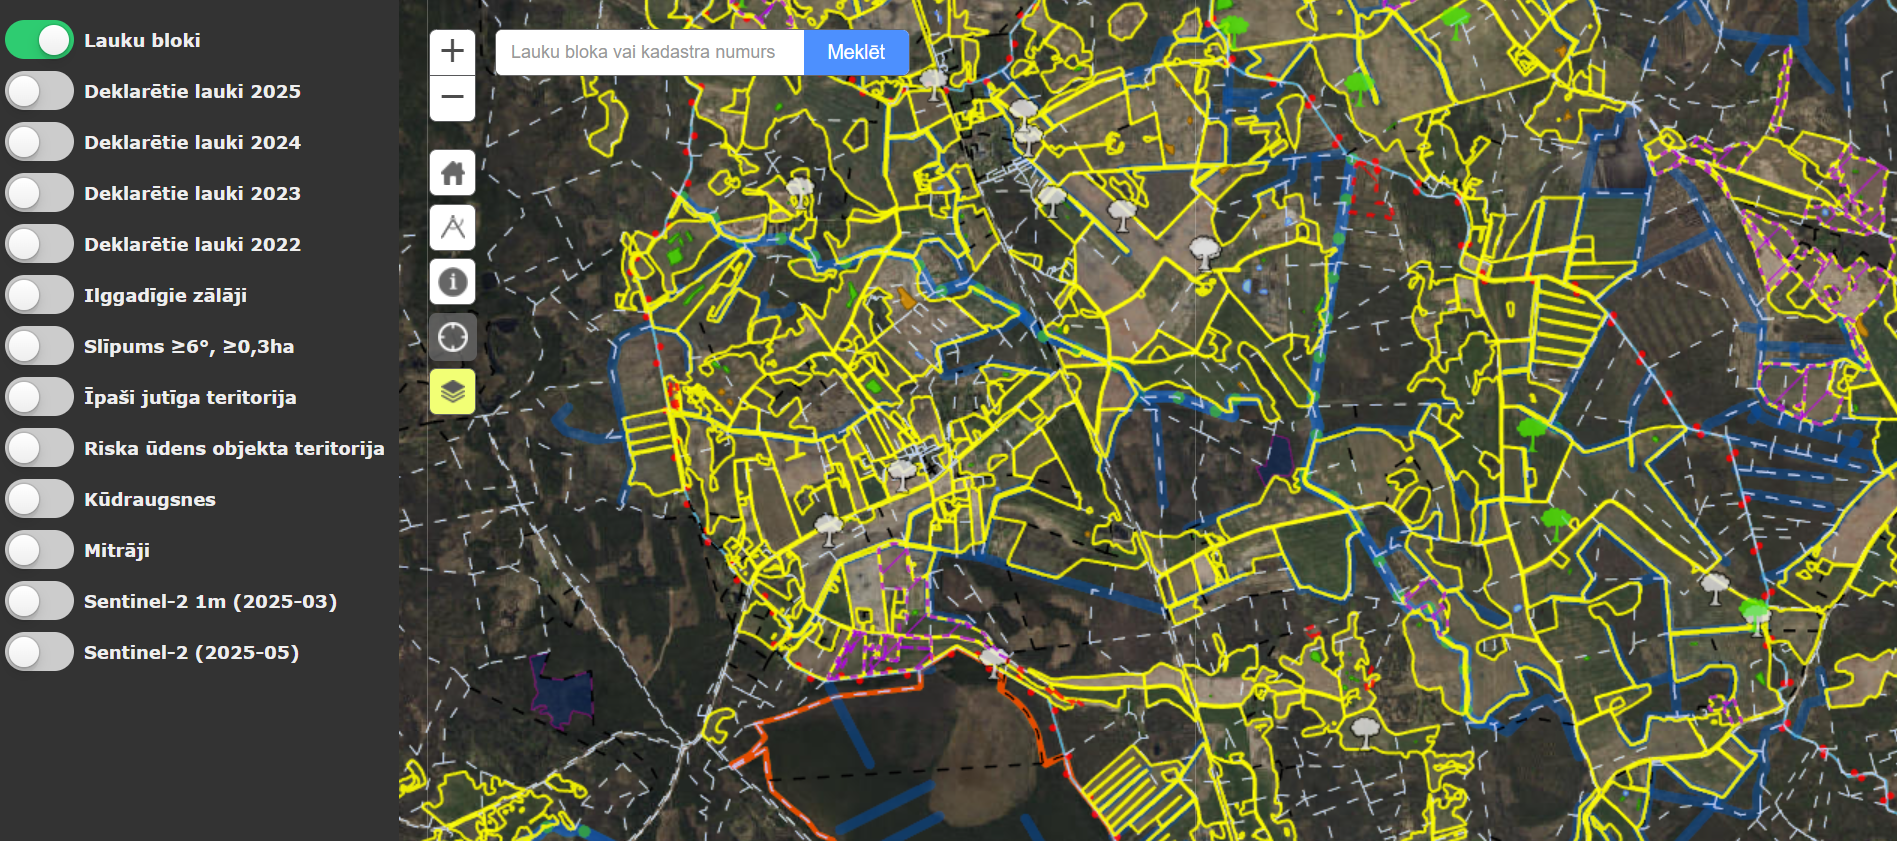 Lauku bloki
Deklarētie lauki 2025
Deklarētie lauki 2024
Deklarētie lauki 2023
Deklarētie lauki 2022
Ilggadīgie zālāji
Slīpums ≥6°, ≥0,3ha
Īpaši jutīga teritorija
Riska ūdens objekta teritorija
Kūdraugsnes
Mitrāji
Sentinel-2 1m (2025-03)
Sentinel-2 (2025-05)
Lauku bloka vai kadastra numurs
Meklēt